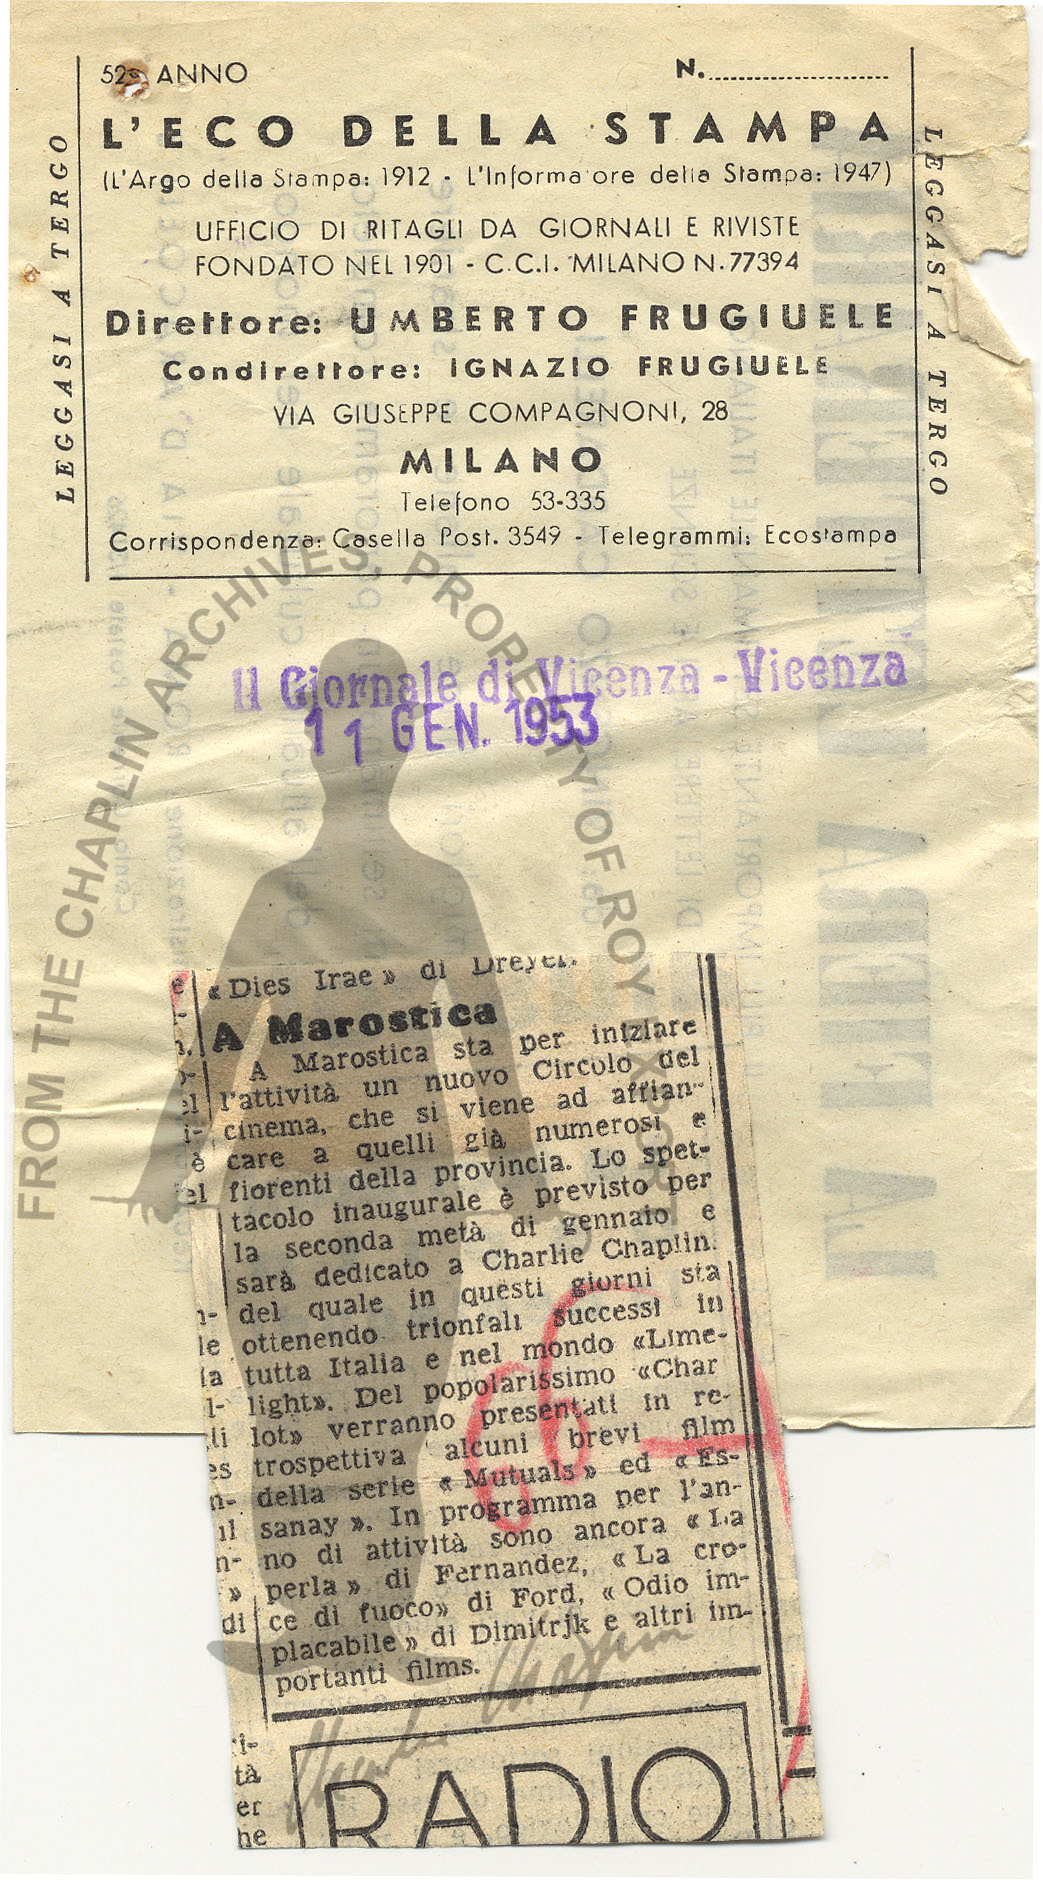 52° ANNO
N.
L'ECO DELLA STAMPA
(L'Argo della Stampa: 1912 - L'Informatore della Stampa: 1947)
UFFICIO DI RITAGLI DA GIORNALI E RIVISTE
FONDATO NEL 1901 - C.C.I. MILANO N. 77394
Direttore: UMBERTO FRUGIUELE
Condirettore: IGNAZIO FRUGIUELE
VIA GIUSEPPE COMPAGNONI, 28
MILANO
Telefono 53-335
Corrispondenza: Casella Post. 3549 - Telegrammi: Ecostampa
LEGGASI A TERGO
LEGGASI A TERGO
Il Giornale di Vicenza - Vicenza
11 GEN. 1953
FROM THE CHAPLIN ARCHIVES, PROPERTY OF ROY EXPORT
«Dies Irae» di Dreyer.
A Marostica
A Marostica sta per iniziare
l'attività un nuovo Circolo del
cinema, che si viene ad affian-
care a quelli già numerosi e
fiorenti della provincia. Lo spet-
tacolo inaugurale è previsto per
la seconda metà di gennaio e
sarà dedicato a Charlie Chaplin.
del quale in questi giorni sta
ottenendo trionfali successi in
tutta Italia e nel mondo «Lime-
light». Del popolarissimo «Char
lot» verranno presentati in re-
trospettiva alcuni brevi film
della serie «Mutuals» ed «Es-
sanay». In programma per l'an-
no di attività sono ancora «La
perla» di Fernandez, «La cro-
ce di fuoco» di Ford, «Odio im-
placabile» di Dimitrjk e altri im-
portanti films.
RADIO